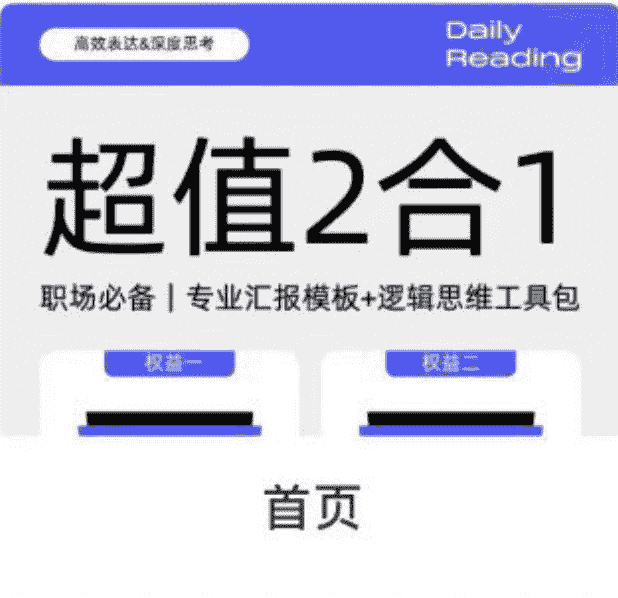 高效表达&深度思考
Daily
Reading
超值2合1
职场必备｜专业汇报模板+逻辑思维工具包
权益一
权益二
首页